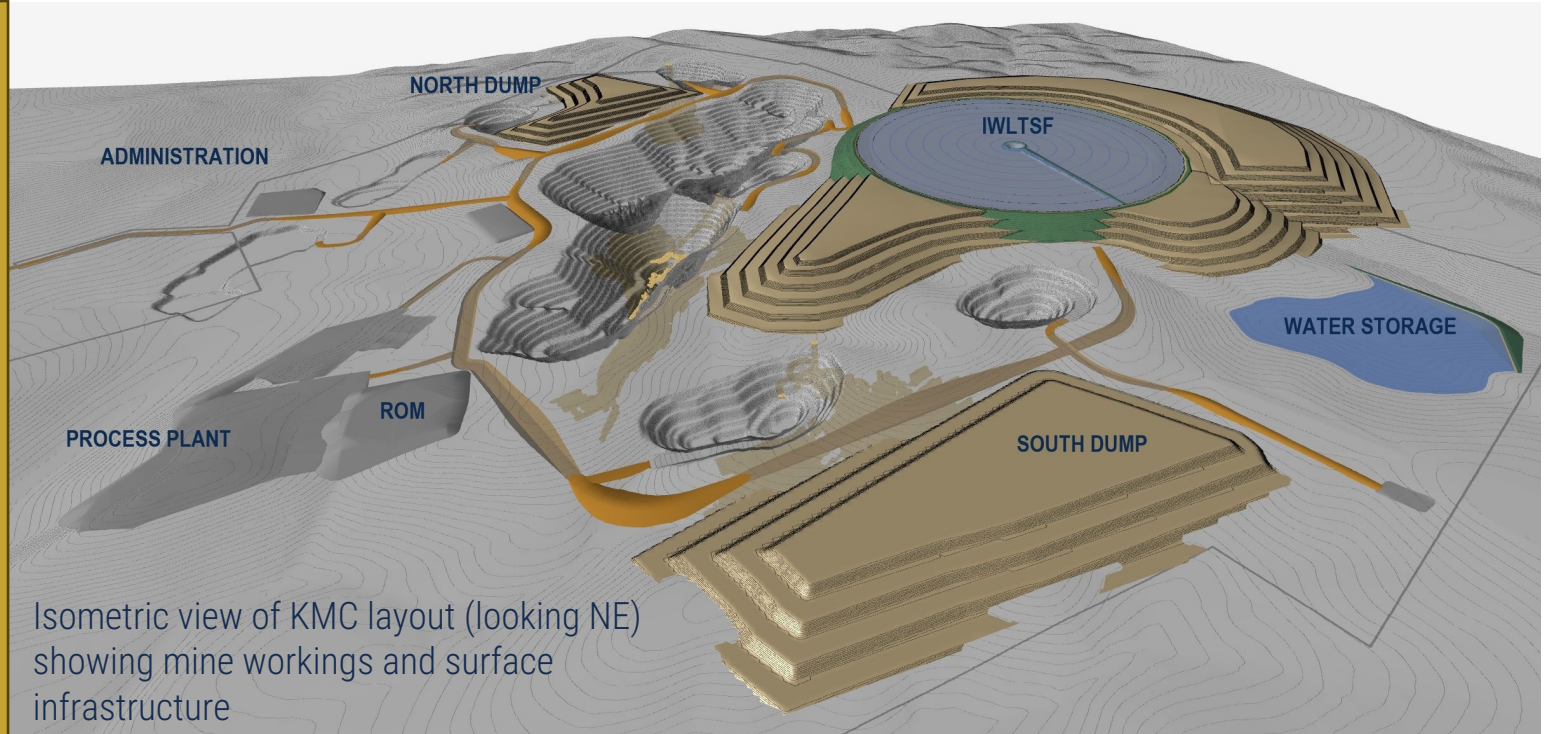 NORTH DUMP
IWLTSF
ADMINISTRATION
WATER STORAGE
ROM
PROCESS PLANT
SOUTH DUMP
Isometric view of KMC layout (looking NE)
showing mine workings and surface
infrastructure